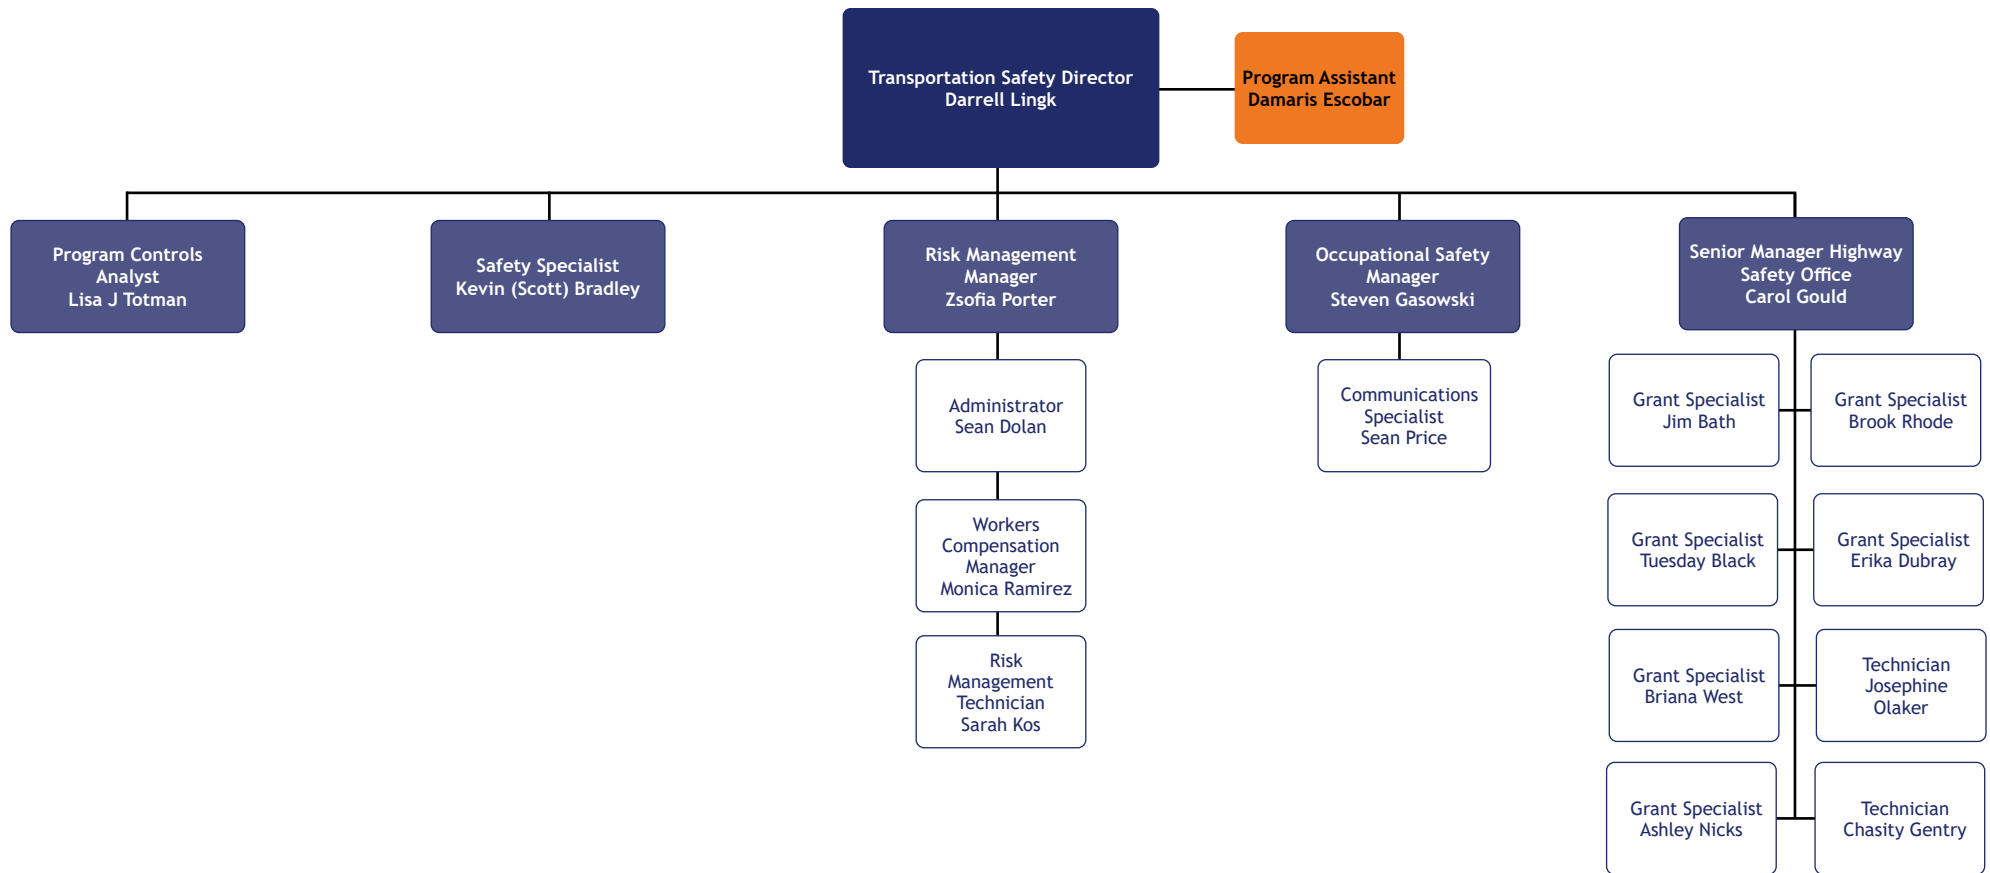 Transportation Safety Director
Darrell Lingk
Program Assistant
Damaris Escobar
Program Controls
Analyst
Lisa J Totman
Safety Specialist
Kevin (Scott) Bradley
Risk Management
Manager
Zsofia Porter
Occupational Safety
Manager
Steven Gasowski
Senior Manager Highway
Safety Office
Carol Gould
Administrator
Sean Dolan
Workers
Compensation
Manager
Monica Ramirez
Risk
Management
Technician
Sarah Kos
Communications
Specialist
Sean Price
Grant Specialist
Jim Bath
Grant Specialist
Brook Rhode
Grant Specialist
Tuesday Black
Grant Specialist
Erika Dubray
Grant Specialist
Briana West
Technician
Josephine
Olaker
Grant Specialist
Ashley Nicks
Technician
Chasity Gentry